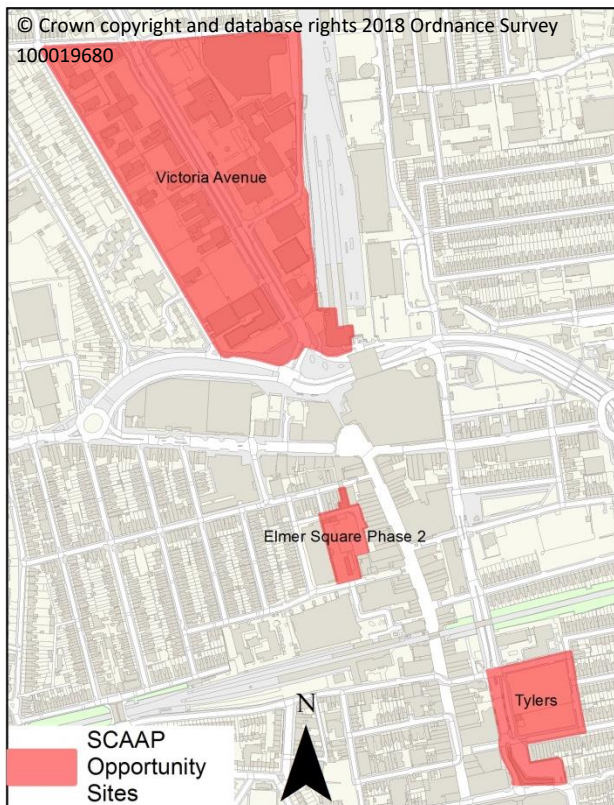 © Crown copyright and database rights 2018 Ordnance Survey
100019680
Victoria Avenue
Elmer Square Phase 2
Tylers
N
SCAAP
Opportunity
Sites